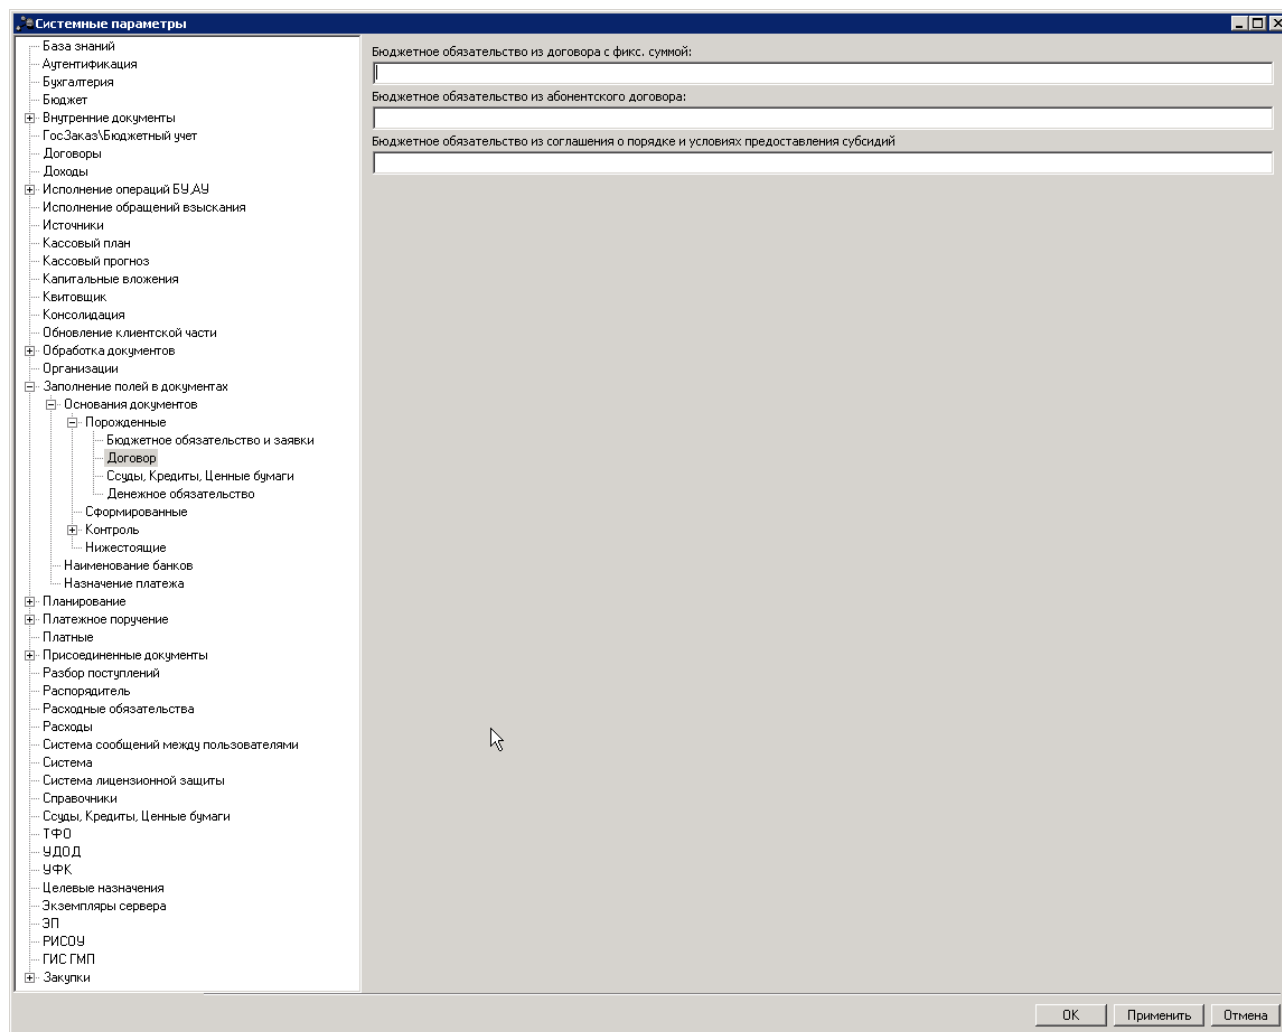 Системные параметры
База знаний
Аутентификация
Бухгалтерия
Бюджет
Внутренние документы
ГосЗаказ\Бюджетный учет
Договоры
Доходы
Исполнение операций БУ,АУ
Исполнение обращений взыскания
Источники
Кассовый план
Кассовый прогноз
Капитальные вложения
Квитовщик
Консолидация
Обновление клиентской части
Обработка документов
Организации
Заполнение полей в документах
Основания документов
Порожденные
Бюджетное обязательство и заявки
Договор
Ссуды, Кредиты, Ценные бумаги
Денежное обязательство
Сформированные
Контроль
Нижестоящие
Наименование банков
Назначение платежа
Планирование
Платежное поручение
Платные
Присоединенные документы
Разбор поступлений
Распорядитель
Расходные обязательства
Расходы
Система сообщений между пользователями
Система
Система лицензионной защиты
Справочники
Ссуды, Кредиты, Ценные бумаги
ТФО
УДОД
УФК
Целевые назначения
Экземпляры сервера
ЭП
РИСОУ
ГИС ГМП
Закупки
Бюджетное обязательство из договора с фикс. суммой:
Бюджетное обязательство из абонентского договора:
Бюджетное обязательство из соглашения о порядке и условиях предоставления субсидий
OK Применить Отмена